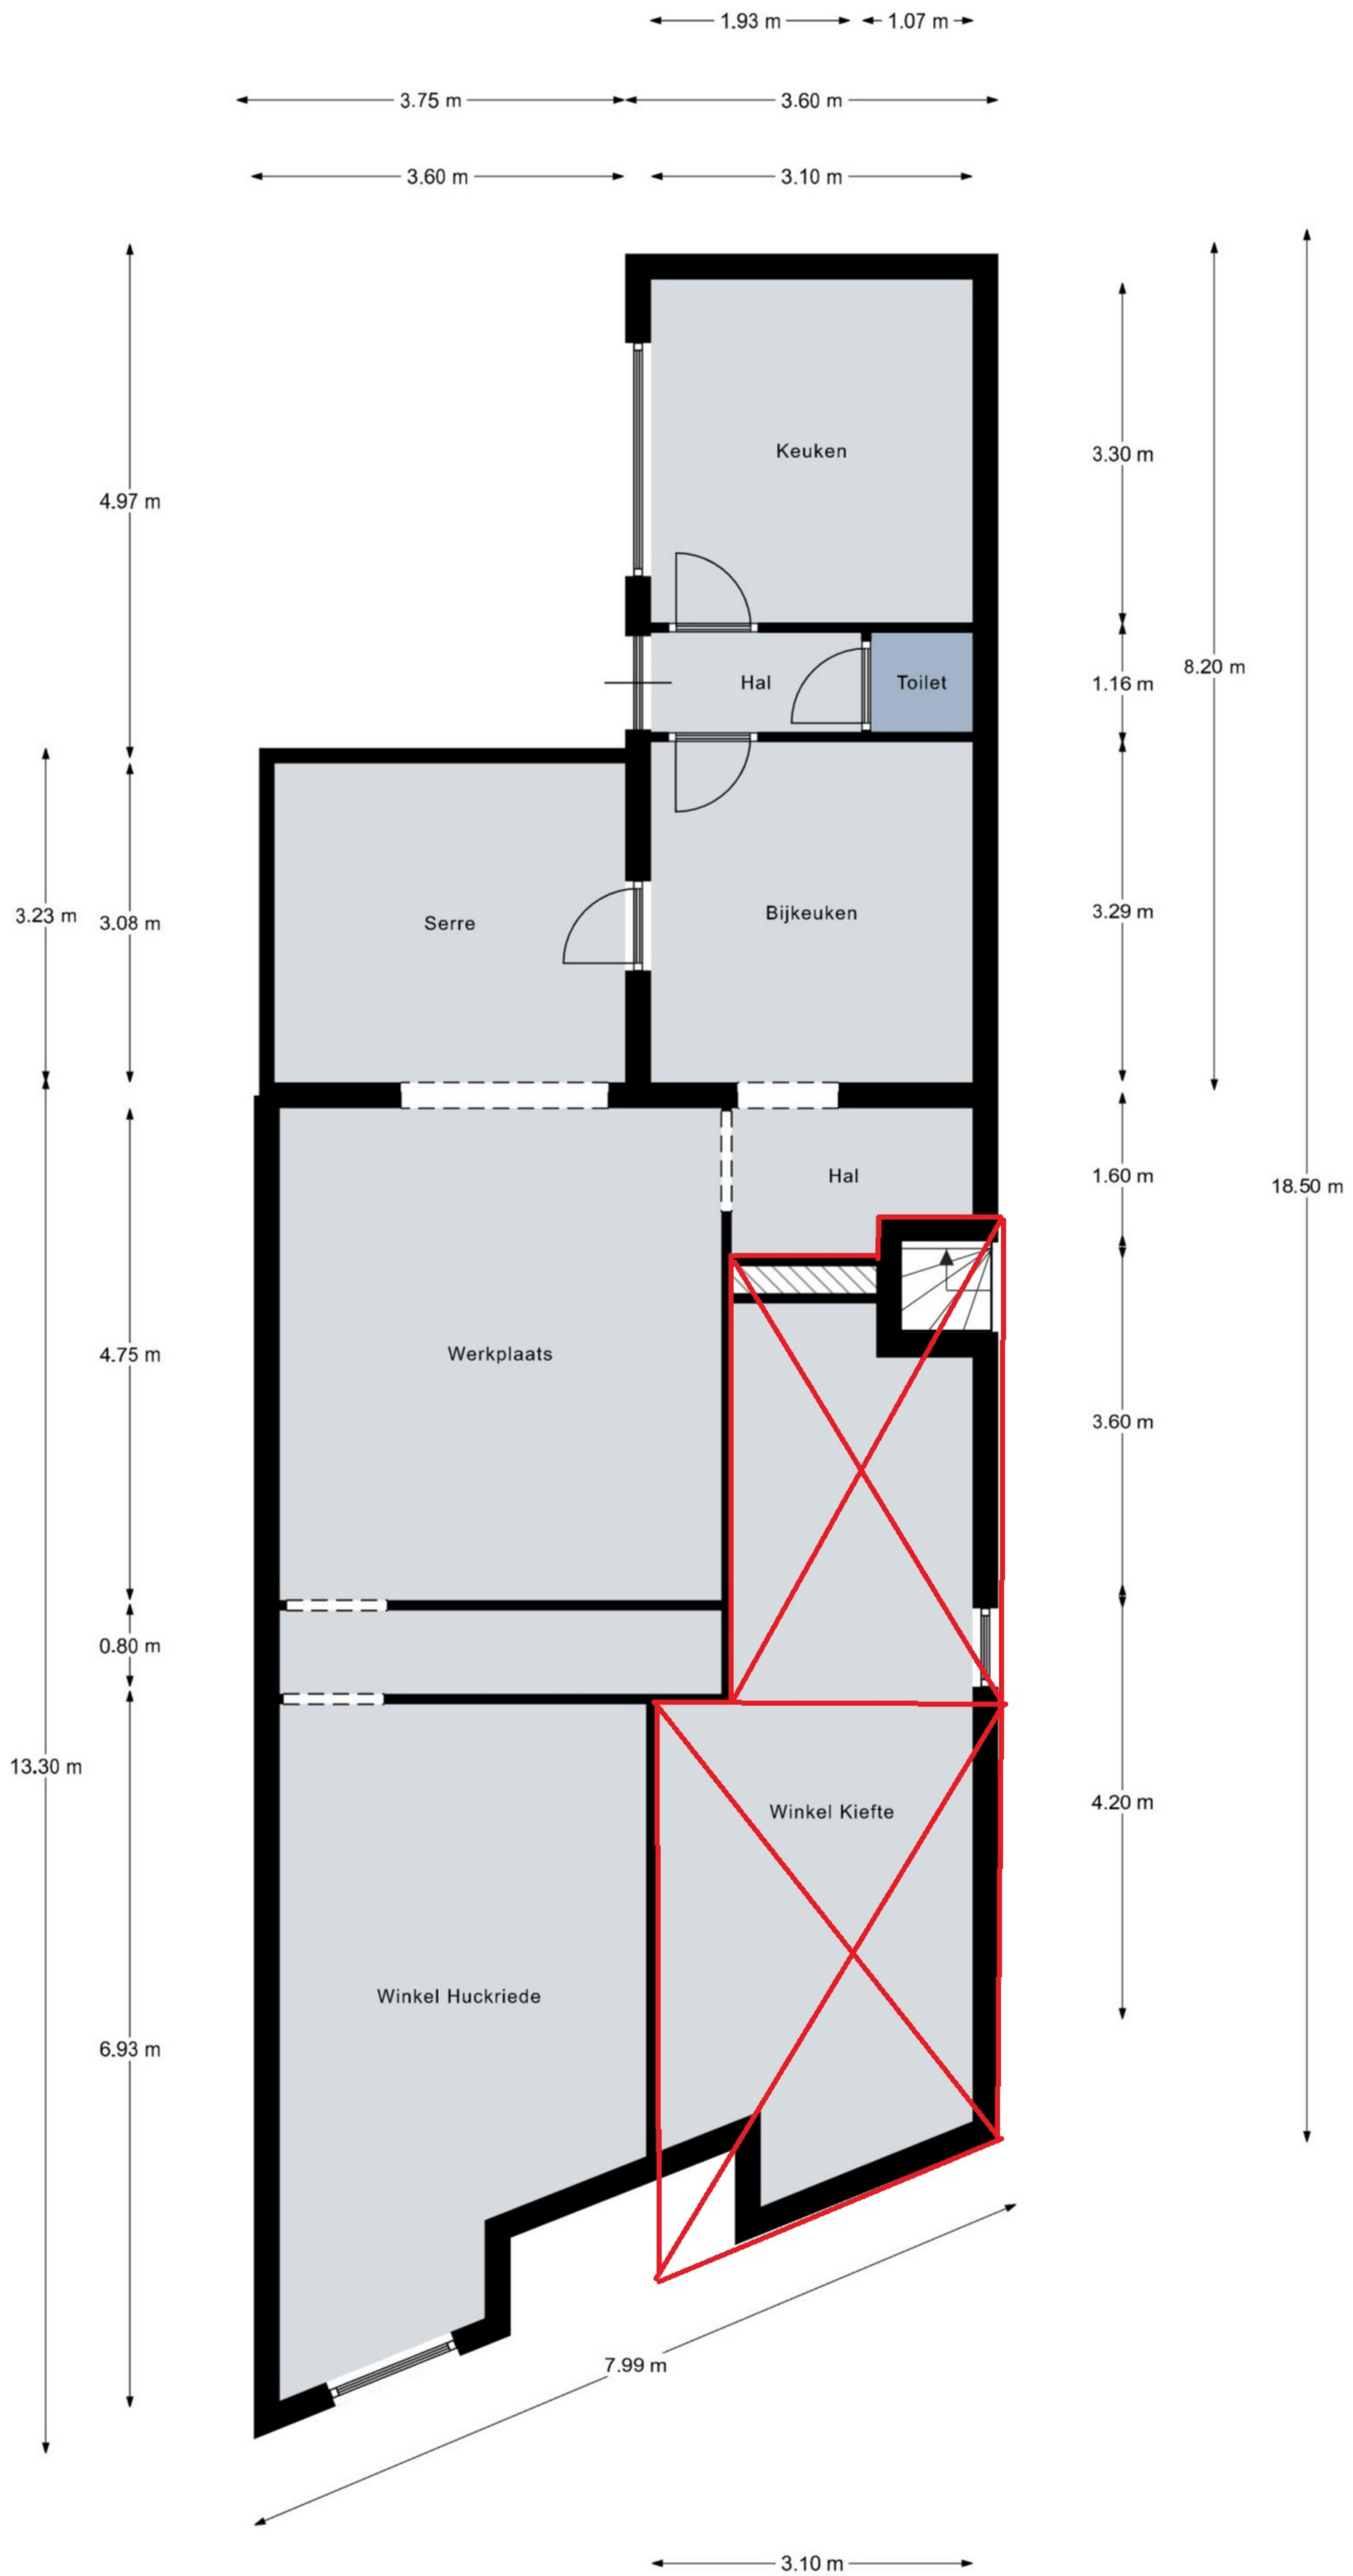 1.93 m
1.07 m
3.75 m
3.60 m
3.60 m
3.10 m
Keuken
3.30 m
4.97 m
8.20 m
Hal
Toilet
1.16 m
3.23 m
3.08 m
Serre
Bijkeuken
3.29 m
Hal
1.60 m
18.50 m
4.75 m
Werkplaats
3.60 m
0.80 m
13.30 m
Winkel Kiefte
4.20 m
Winkel Huckriede
6.93 m
7.99 m
3.10 m